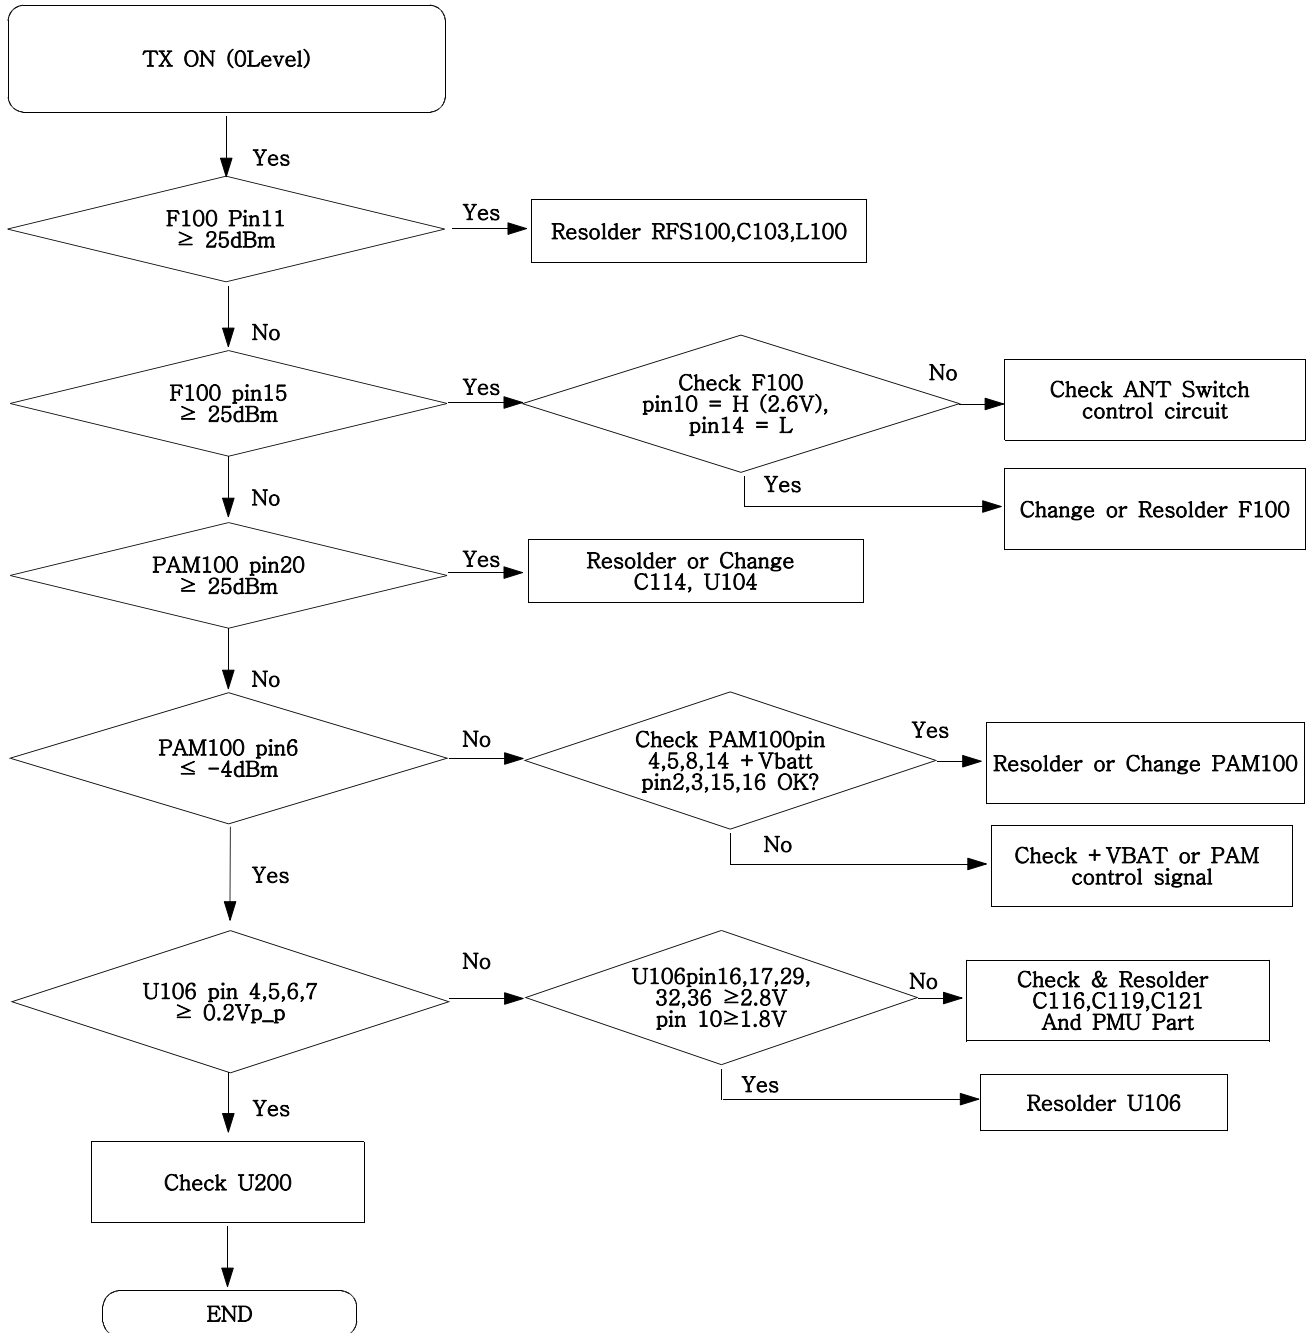 TX ON (0Level)
Yes
F100 Pin11
≥ 25dBm
Yes
Resolder RFS100,C103,L100
No
F100 pin15
≥ 25dBm
Yes
Check F100
pin10 = H (2.6V),
pin14 = L
No
Check ANT Switch
control circuit
Yes
Change or Resolder F100
No
PAM100 pin20
≥ 25dBm
Yes
Resolder or Change
C114, U104
No
PAM100 pin6
≤ -4dBm
No
Check PAM100pin
4,5,8,14 +Vbatt
pin2,3,15,16 OK?
Yes
Resolder or Change PAM100
No
Check +VBAT or PAM
control signal
Yes
U106 pin 4,5,6,7
≥ 0.2Vp_p
No
U106pin16,17,29,
32,36 ≥2.8V
pin 10≥1.8V
No
Check & Resolder
C116,C119,C121
And PMU Part
Yes
Resolder U106
Yes
Check U200
END